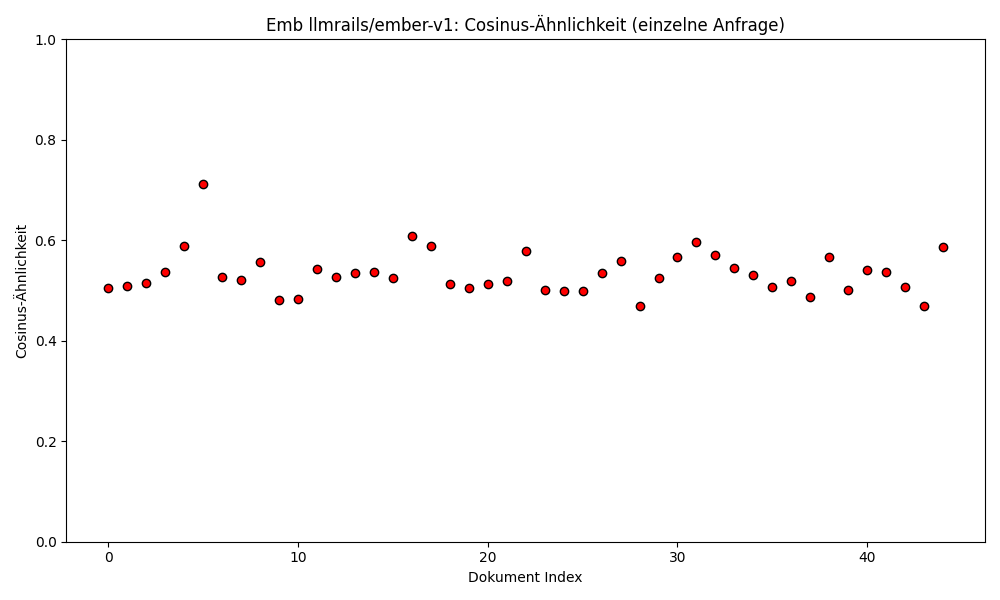 Emb llmrails/ember-v1: Cosinus-Ähnlichkeit (einzelne Anfrage)
1.0
0.8
0.6
0.4
0.2
0.0
Cosinus-Ähnlichkeit
0 10 20 30 40
Dokument Index